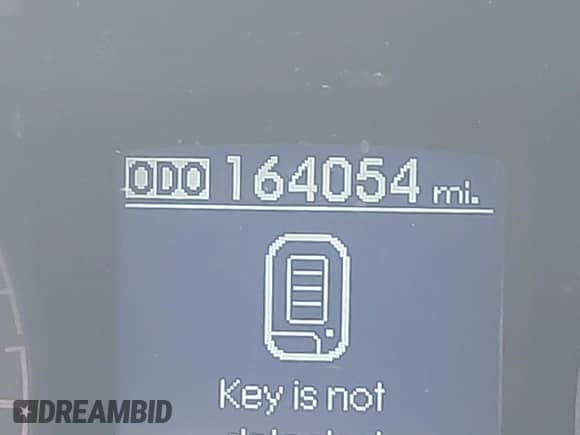 ODO 164054 mi.
Key is not
DREAMBID